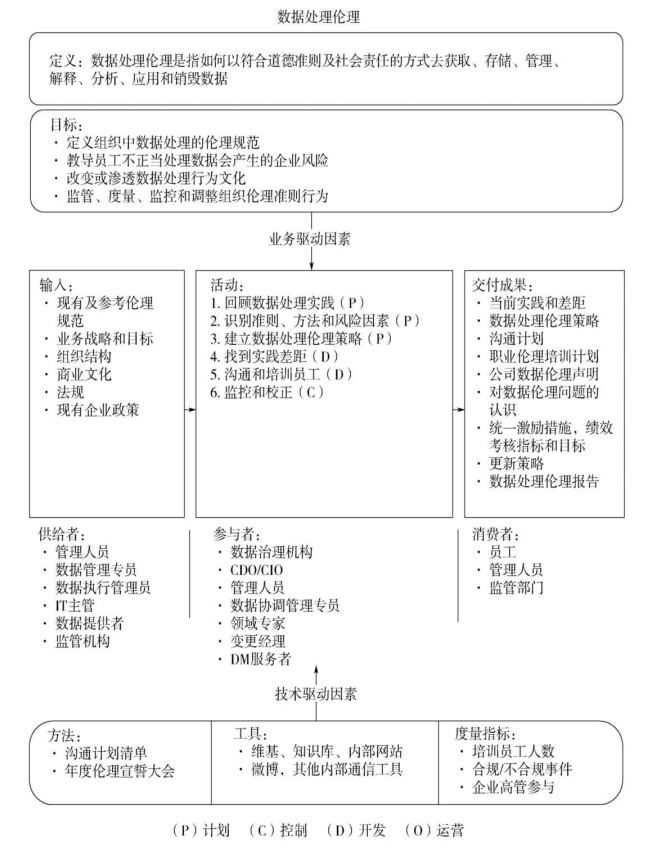 数据处理伦理
定义：数据处理伦理是指如何以符合道德准则及社会责任的方式去获取、存储、管理、
解释、分析、应用和销毁数据
目标：
· 定义组织中数据处理的伦理规范
· 教导员工不正当处理数据会产生的企业风险
· 改变或渗透数据处理行为文化
· 监管、度量、监控和调整组织伦理准则行为
业务驱动因素
输入：
· 现有及参考伦理
规范
· 业务战略和目标
· 组织结构
· 商业文化
· 法规
· 现有企业政策
活动：
1. 回顾数据处理实践（P）
2. 识别准则、方法和风险因素（P）
3. 建立数据处理伦理策略（P）
4. 找到实践差距（D）
5. 沟通和培训员工（D）
6. 监控和校正（C）
交付成果：
· 当前实践和差距
· 数据处理伦理策略
· 沟通计划
· 职业伦理培训计划
· 公司数据伦理声明
· 对数据伦理问题的
认识
· 统一激励措施，绩效
考核指标和目标
· 更新策略
· 数据处理伦理报告
供给者：
· 管理人员
· 数据管理专员
· 数据执行管理员
· IT主管
· 数据提供者
· 监管机构
参与者：
· 数据治理机构
· CDO/CIO
· 管理人员
· 数据协调管理专员
· 领域专家
· 变更经理
· DM服务者
消费者：
· 员工
· 管理人员
· 监管部门
技术驱动因素
方法：
· 沟通计划清单
· 年度伦理宣誓大会
工具：
· 维基、知识库、内部网站
· 微博，其他内部通信工具
度量指标：
· 培训员工人数
· 合规/不合规事件
· 企业高管参与
（P）计划 （C）控制 （D）开发 （O）运营